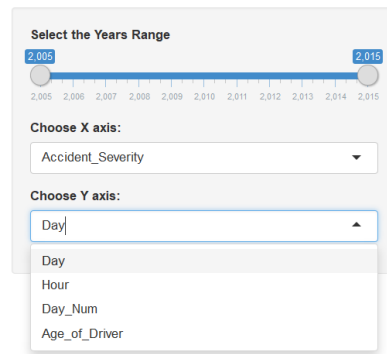 Select the Years Range
2,005 2,015
2,005 2,006 2,007 2,008 2,009 2,010 2,011 2,012 2,013 2,014 2,015
Choose X axis:
Accident_Severity
Choose Y axis:
Day
Day
Hour
Day_Num
Age_of_Driver